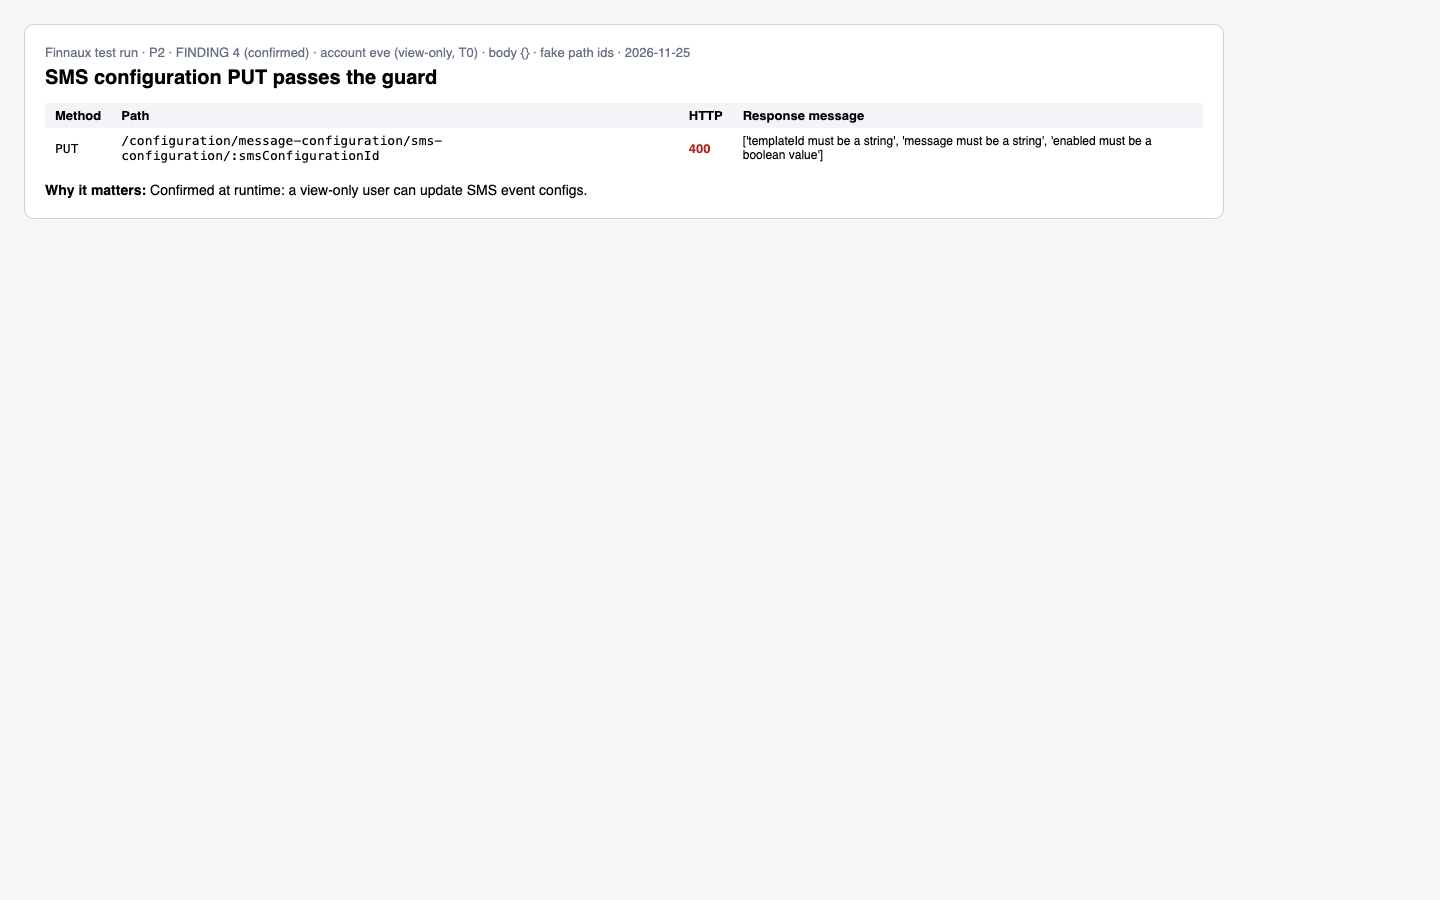 Finnaux test run · P2 · FINDING 4 (confirmed) · account eve (view-only, T0) · body {} · fake path ids · 2026-11-25
SMS configuration PUT passes the guard
Method Path HTTP Response message
PUT /configuration/message-configuration/sms-configuration/:smsConfigurationId 400 ['templateId must be a string', 'message must be a string', 'enabled must be a boolean value']
Why it matters: Confirmed at runtime: a view-only user can update SMS event configs.